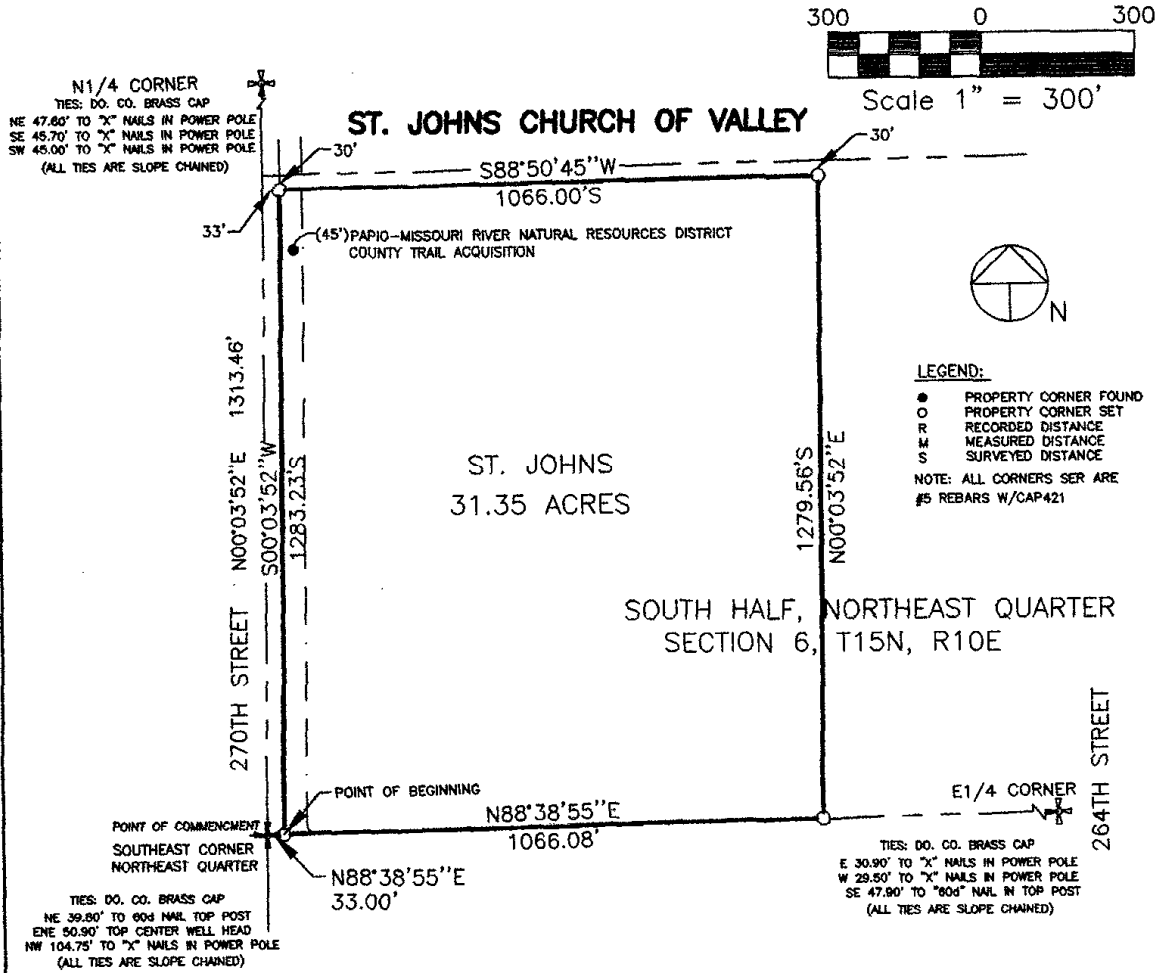 300 0 300
Scale 1" = 300'
N1/4 CORNER
TIES: DO. CO. BRASS CAP
NE 47.60' TO "X" NAILS IN POWER POLE
SE 45.70' TO "X" NAILS IN POWER POLE
SW 45.00' TO "X" NAILS IN POWER POLE
(ALL TIES ARE SLOPE CHAINED)
ST. JOHNS CHURCH OF VALLEY
30'
30'
S88°50'45"W
1066.00'S
33'
(45')PAPIO-MISSOURI RIVER NATURAL RESOURCES DISTRICT
COUNTY TRAIL ACQUISITION
N
LEGEND:
● PROPERTY CORNER FOUND
○ PROPERTY CORNER SET
R RECORDED DISTANCE
M MEASURED DISTANCE
S SURVEYED DISTANCE
NOTE: ALL CORNERS SER ARE
#5 REBARS W/CAP421
270TH STREET N00°03'52"E 1313.46'
S00°03'52"W
1283.23'S
ST. JOHNS
31.35 ACRES
1279.56'S
N00°03'52"E
SOUTH HALF, NORTHEAST QUARTER
SECTION 6, T15N, R10E
264TH STREET
POINT OF BEGINNING
N88°38'55"E
1066.08'
E1/4 CORNER
POINT OF COMMENCMENT
SOUTHEAST CORNER
NORTHEAST QUARTER
N88°38'55"E
33.00'
TIES: DO. CO. BRASS CAP
E 30.90' TO "X" NAILS IN POWER POLE
W 29.50' TO "X" NAILS IN POWER POLE
SE 47.90' TO "60d" NAIL IN TOP POST
(ALL TIES ARE SLOPE CHAINED)
TIES: DO. CO. BRASS CAP
NE 39.80' TO 60d NAIL TOP POST
ENE 50.90' TOP CENTER WELL HEAD
NW 104.75' TO "X" NAILS IN POWER POLE
(ALL TIES ARE SLOPE CHAINED)